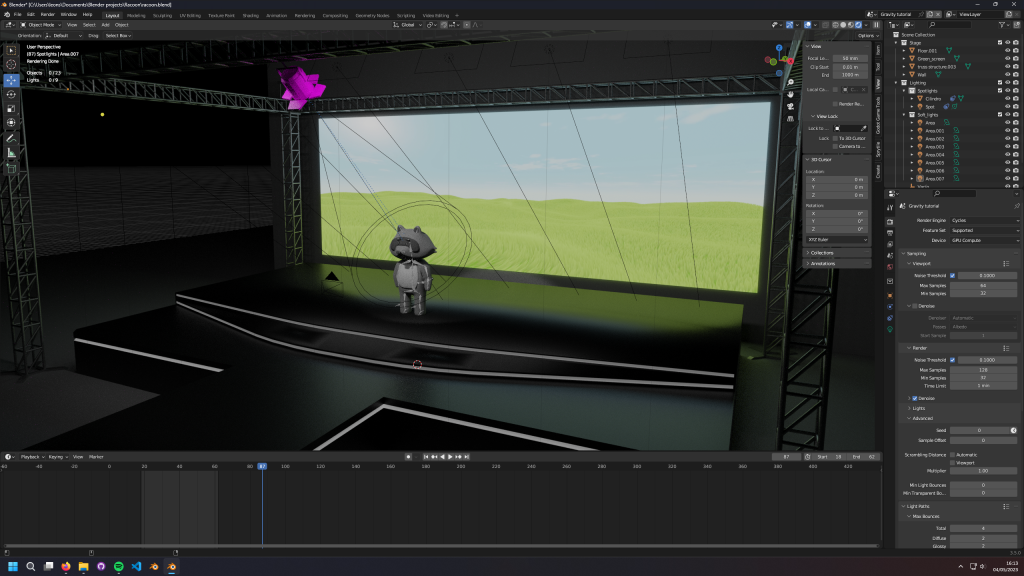 Blender* [C:\Users\leons\Documents\Blender projects\Racoon\racoon.blend]
File Edit Render Window Help Layout Modeling Sculpting UV Editing Texture Paint Shading Animation Rendering Compositing Geometry Nodes Scripting Video Editing +
Gravity tutorial ViewLayer
Object Mode View Select Add Object Global
Orientation: Default Drag: Select Box Options
User Perspective
(87) Spotlights | Area.007
Rendering Done
Objects 0/23
Lights 0/9
View
Focal Le... 50 mm
Clip Start 0.01 m
End 1000 m
Local Ca...
Render Re...
View Lock
Lock to...
Lock To 3D Cursor
Camera to ...
3D Cursor
Location:
X 0 m
Y 0 m
Z 0 m
Rotation:
X 0°
Y 0°
Z 0°
XYZ Euler
Collections
Annotations
Item
Tool
View
Godot Game Tools
Create
Scene Collection
Stage
Floor.001
Green_screen
truss-structure.003
Wall
Lighting
Spotlights
Cilindro
Spot
Soft_lights
Area
Area.001
Area.002
Area.003
Area.004
Area.005
Area.006
Area.007
Gravity tutorial
Render Engine Cycles
Feature Set Supported
Device GPU Compute
Sampling
Viewport
Noise Threshold 0.1000
Max Samples 64
Min Samples 32
Denoise
Denoiser Automatic
Passes Albedo
Start Sample 1
Render
Noise Threshold 0.1000
Max Samples 128
Min Samples 32
Time Limit 1 min
Denoise
Lights
Advanced
Seed 0
Sample Offset 0
Scrambling Distance Automatic
Viewport
Multiplier 1.00
Min Light Bounces 0
Min Transparent Bo... 0
Light Paths
Max Bounces
Total 4
Diffuse 2
Glossy 2
Playback Keying View Marker 87 Start 18 End 62
-60 -40 -20 0 20 40 60 80 87 100 120 140 160 180 200 220 240 260 280 300 320 340 360 380 400 420
3.5.0
16:13
04/05/2023